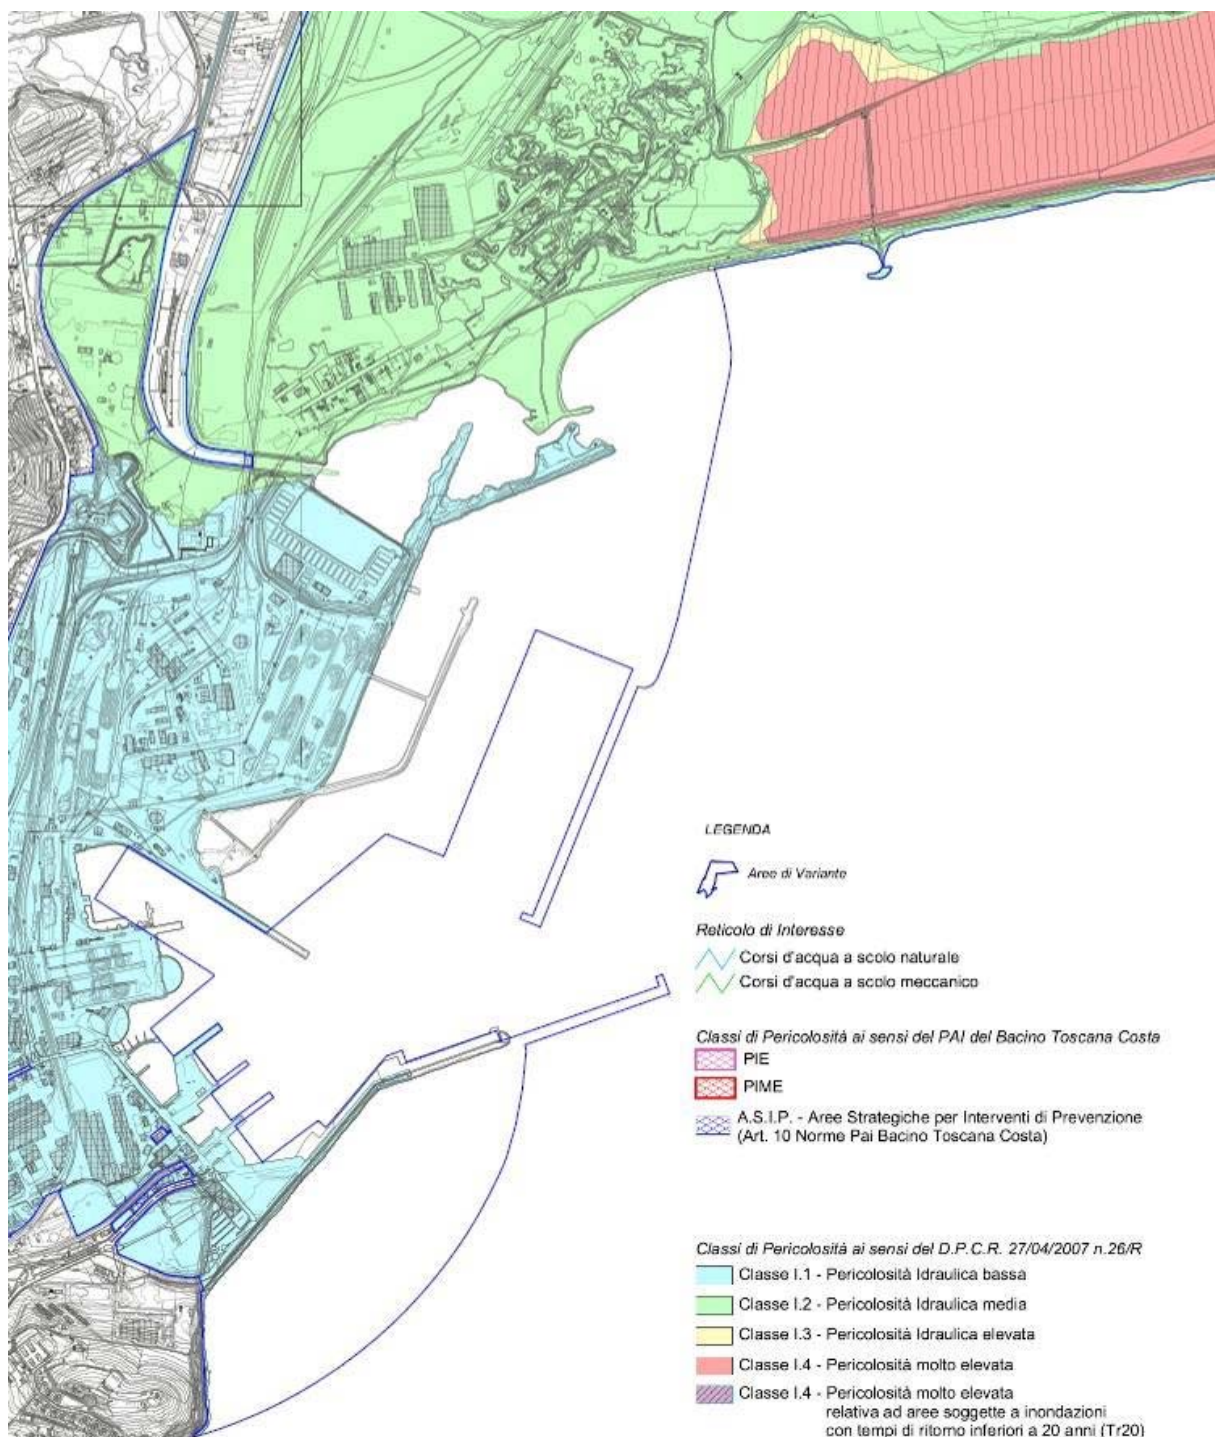 LEGENDA
Aree di Variante
Reticolo di Interesse
Corsi d'acqua a scolo naturale
Corsi d'acqua a scolo meccanico
Classi di Pericolosità ai sensi del PAI del Bacino Toscana Costa
PIE
PIME
A.S.I.P. - Aree Strategiche per Interventi di Prevenzione
(Art. 10 Norme Pai Bacino Toscana Costa)
Classi di Pericolosità ai sensi del D.P.C.R. 27/04/2007 n.26/R
Classe I.1 - Pericolosità Idraulica bassa
Classe I.2 - Pericolosità Idraulica media
Classe I.3 - Pericolosità Idraulica elevata
Classe I.4 - Pericolosità molto elevata
Classe I.4 - Pericolosità molto elevata
relativa ad aree soggette a inondazioni
con tempi di ritorno inferiori a 20 anni (Tr20)